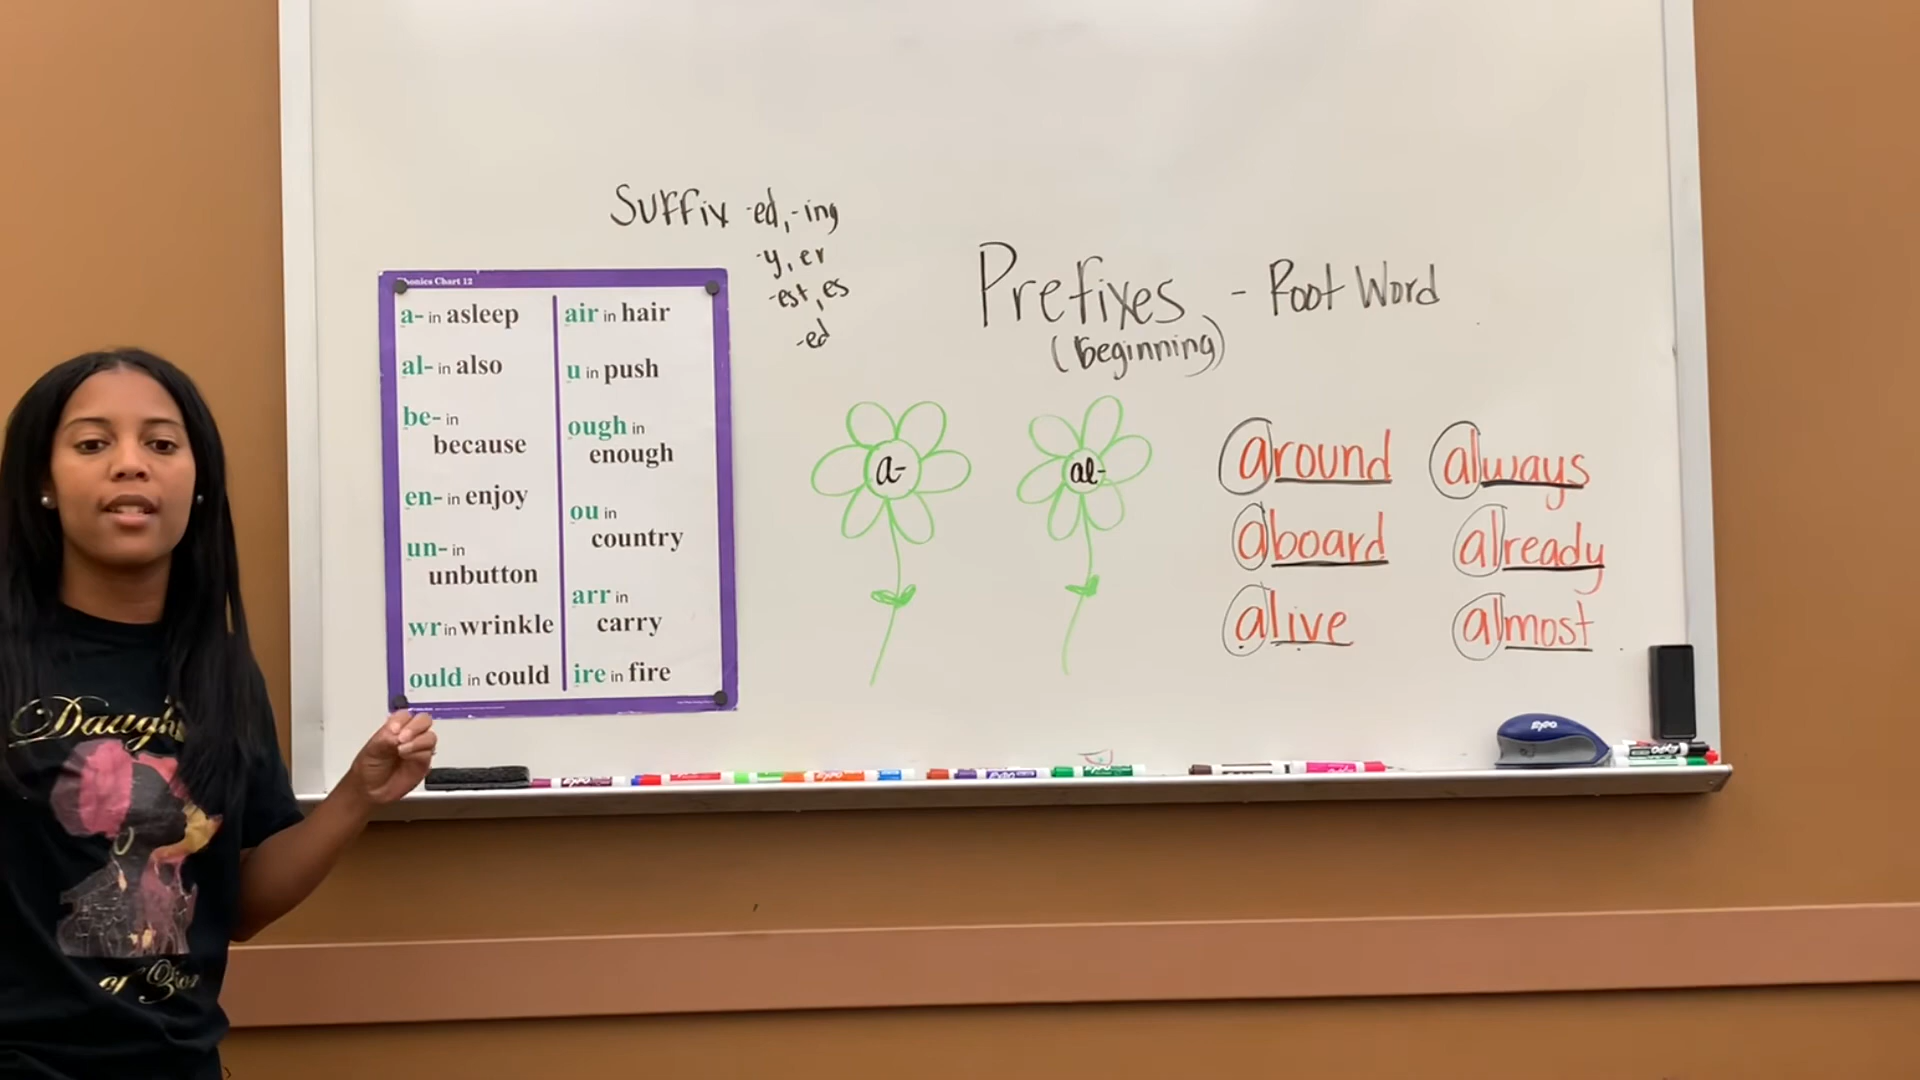 Suffix -ed, -ing
-y, er
-est, es
-ed
Prefixes - Root Word
(beginning)
Phonics Chart 12
a- in asleep
al- in also
be- in
because
en- in enjoy
un- in
unbutton
wr in wrinkle
ould in could
air in hair
u in push
ough in
enough
ou in
country
arr in
carry
ire in fire
a-
al-
around
aboard
alive
always
already
almost
EXPO
Daught
of Zion